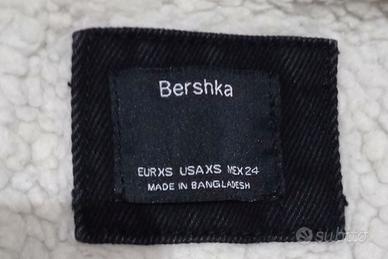 Bershka
EUR XS USA XS MEX 24
MADE IN BANGLADESH
subito